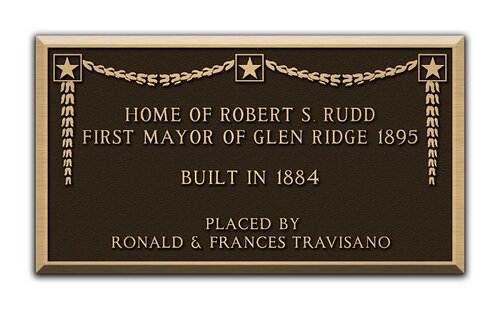 HOME OF ROBERT S. RUDD
FIRST MAYOR OF GLEN RIDGE 1895
BUILT IN 1884
PLACED BY
RONALD & FRANCES TRAVISANO